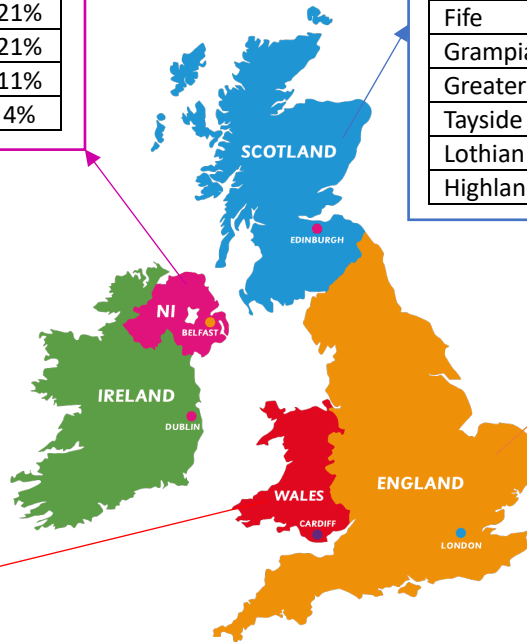 21%
21%
11%
4%
Fife
Greater
Tayside
Lothian
SCOTLAND
EDINBURGH
NI
BELFAST
IRELAND
DUBLIN
WALES
CARDIFF
ENGLAND
LONDON